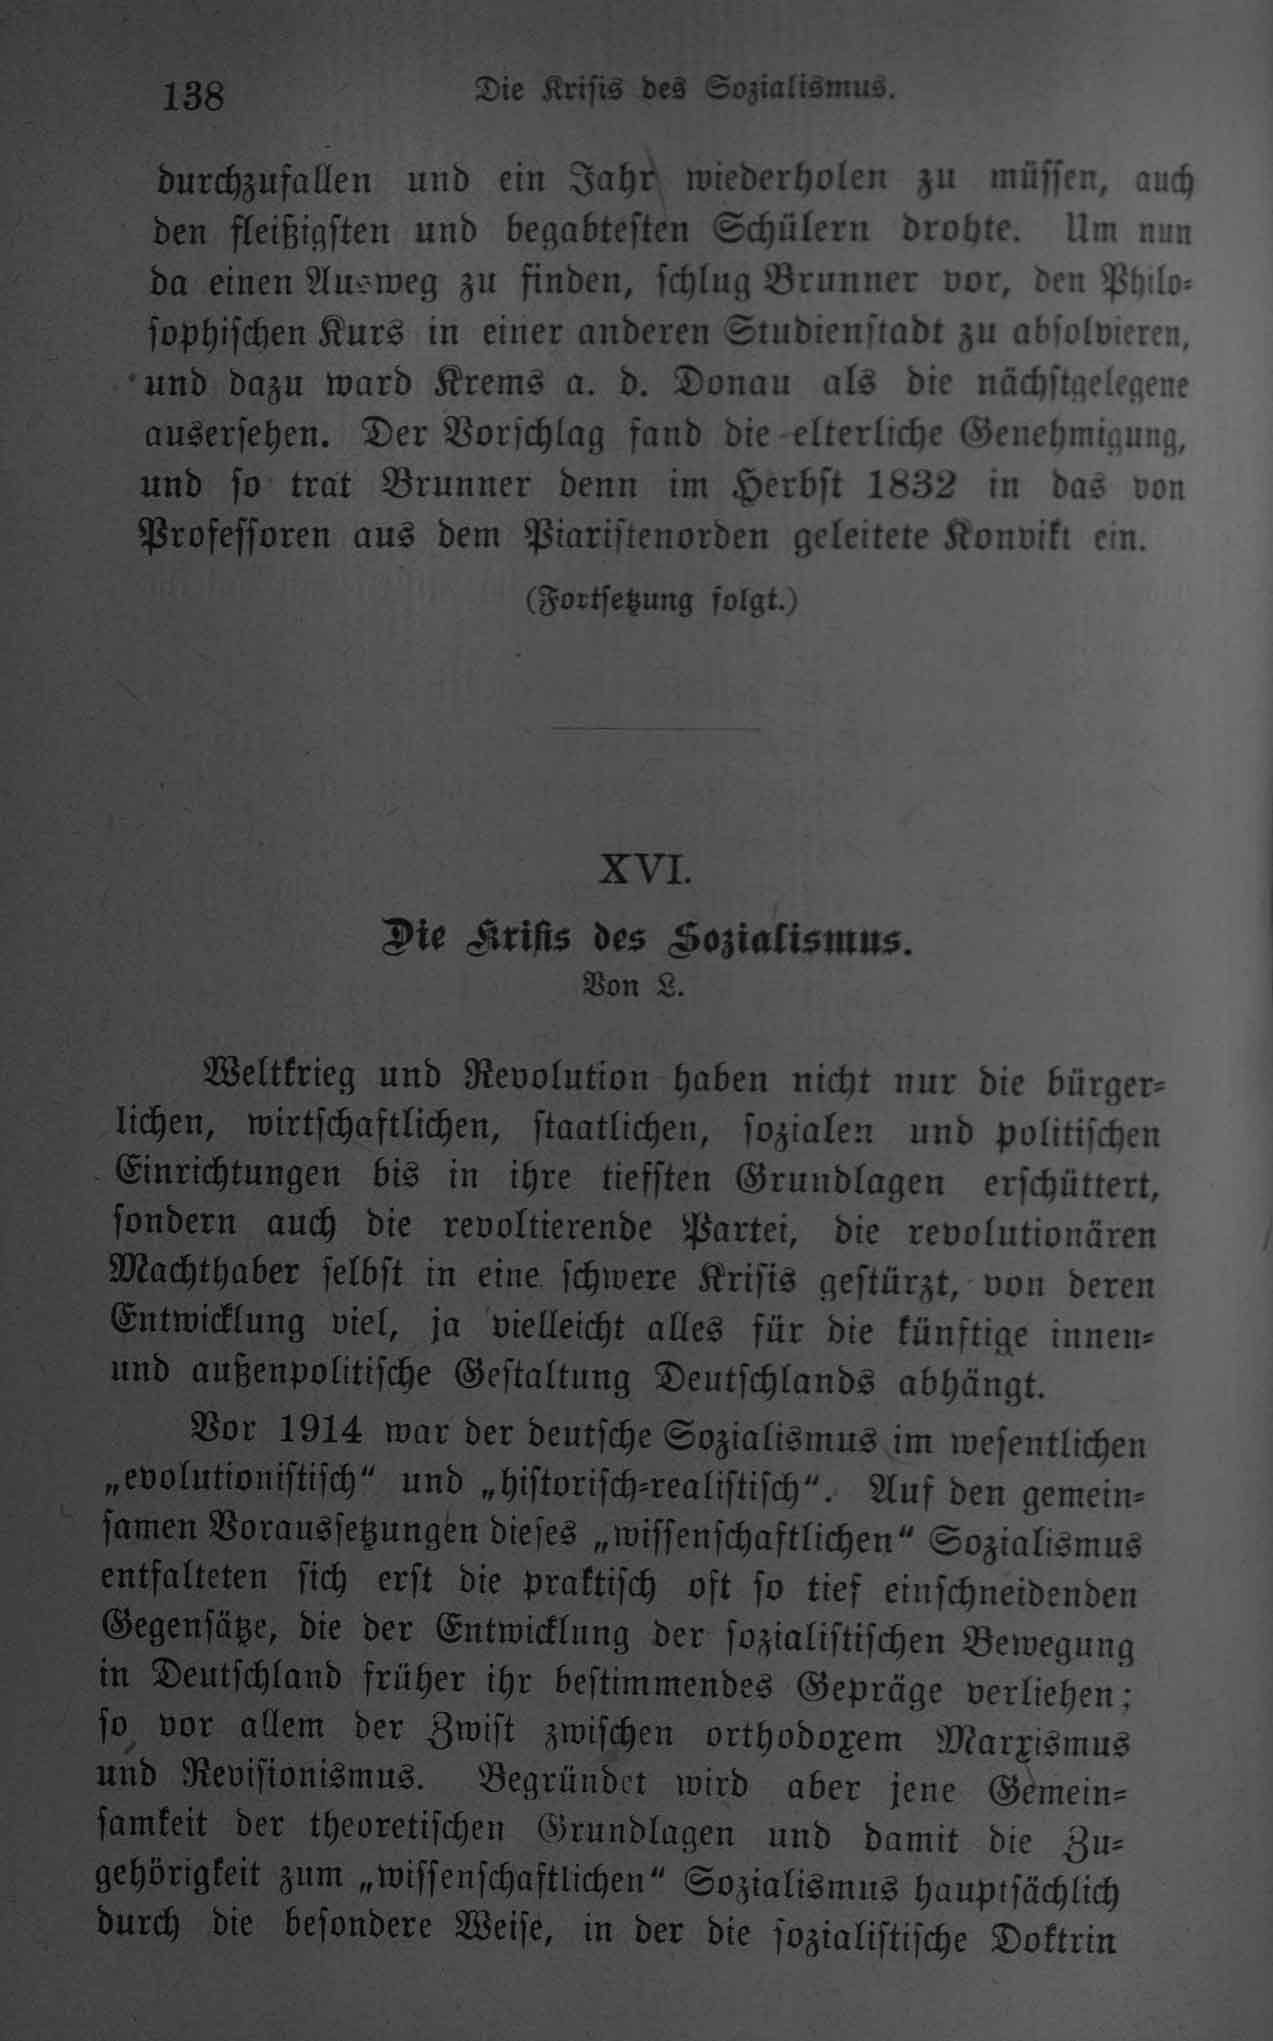 138 Die Krisis des Sozialismus.
durchzufallen und ein Jahr wiederholen zu müssen, auch
den fleißigsten und begabtesten Schülern drohte. Um nun
da einen Ausweg zu finden, schlug Brunner vor, den Philo-
sophischen Kurs in einer anderen Studienstadt zu absolvieren,
und dazu ward Krems a. d. Donau als die nächstgelegene
ausersehen. Der Vorschlag fand die elterliche Genehmigung,
und so trat Brunner denn im Herbst 1832 in das von
Professoren aus dem Piaristenorden geleitete Konvikt ein.
(Fortsetzung folgt.)
XVI.
Die Krisis des Sozialismus.
Von L.
Weltkrieg und Revolution haben nicht nur die bürger-
lichen, wirtschaftlichen, staatlichen, sozialen und politischen
Einrichtungen bis in ihre tiefsten Grundlagen erschüttert,
sondern auch die revoltierende Partei, die revolutionären
Machthaber selbst in eine schwere Krisis gestürzt, von deren
Entwicklung viel, ja vielleicht alles für die künftige innen-
und außenpolitische Gestaltung Deutschlands abhängt.
Vor 1914 war der deutsche Sozialismus im wesentlichen
„evolutionistisch“ und „historisch-realistisch“. Auf den gemein-
samen Voraussetzungen dieses „wissenschaftlichen“ Sozialismus
entfalteten sich erst die praktisch oft so tief einschneidenden
Gegensätze, die der Entwicklung der sozialistischen Bewegung
in Deutschland früher ihr bestimmendes Gepräge verliehen;
so vor allem der Zwist zwischen orthodoxem Marxismus
und Revisionismus. Begründet wird aber jene Gemein-
samkeit der theoretischen Grundlagen und damit die Zu-
gehörigkeit zum „wissenschaftlichen“ Sozialismus hauptsächlich
durch die besondere Weise, in der die sozialistische Doktrin